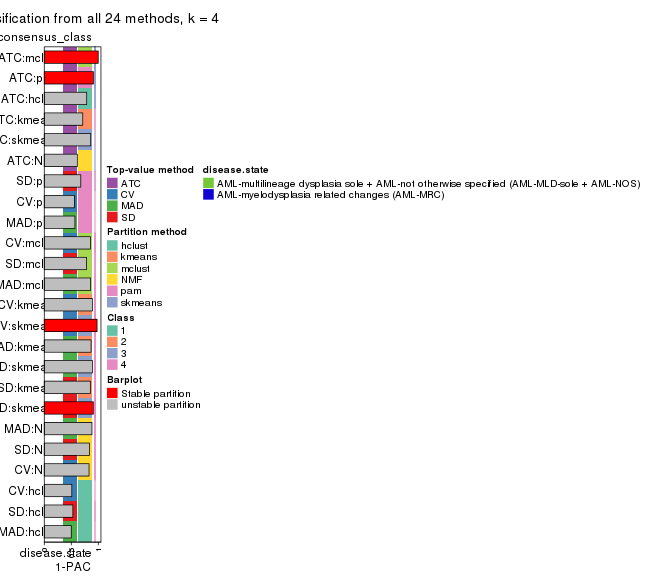 sification from all 24 methods, k = 4
consensus_class
ATC:mcl
ATC:p
ATC:hcl
TC:kmea
C:skmea
ATC:N
SD:p
CV:p
MAD:p
CV:mcl
SD:mcl
MAD:mcl
CV:kmea
V:skmea
AD:kmea
D:skmea
SD:kmea
D:skmea
MAD:N
SD:N
CV:N
CV:hcl
SD:hcl
MAD:hcl
disease.state
1-PAC
Top-value method
ATC
CV
MAD
SD
Partition method
hclust
kmeans
mclust
NMF
pam
skmeans
Class
1
2
3
4
Barplot
Stable partition
unstable partition
disease.state
AML-multilineage dysplasia sole + AML-not otherwise specified (AML-MLD-sole + AML-NOS)
AML-myelodysplasia related changes (AML-MRC)